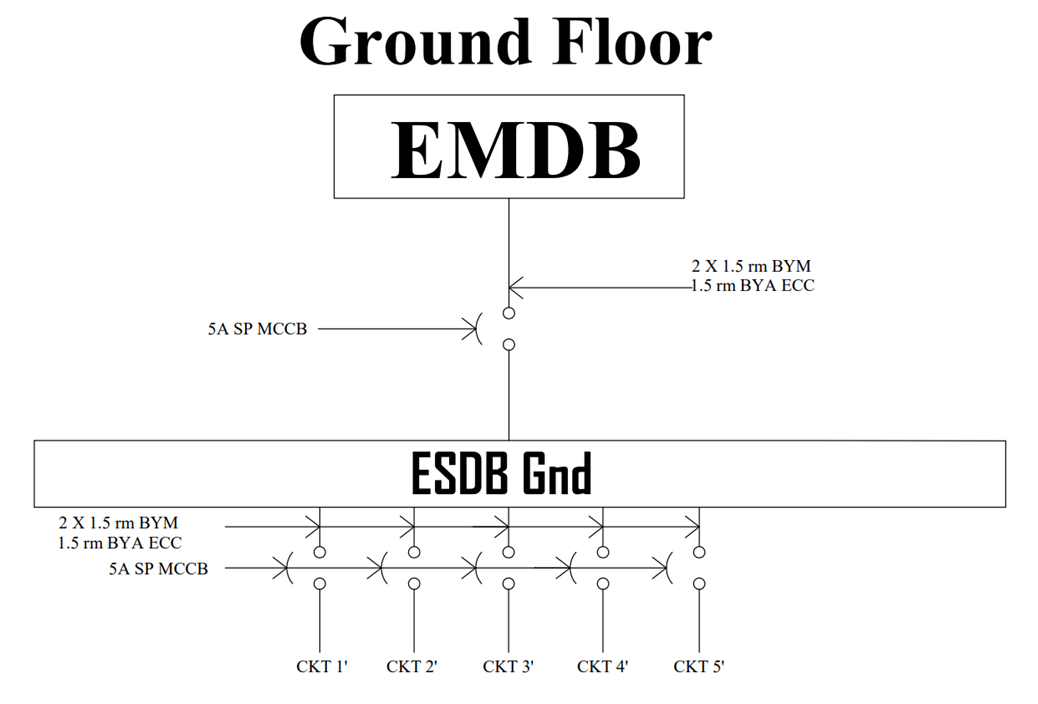 Ground Floor
EMDB
2 X 1.5 rm BYM
1.5 rm BYA ECC
5A SP MCCB
ESDB Gnd
2 X 1.5 rm BYM
1.5 rm BYA ECC
5A SP MCCB
CKT 1' CKT 2' CKT 3' CKT 4' CKT 5'